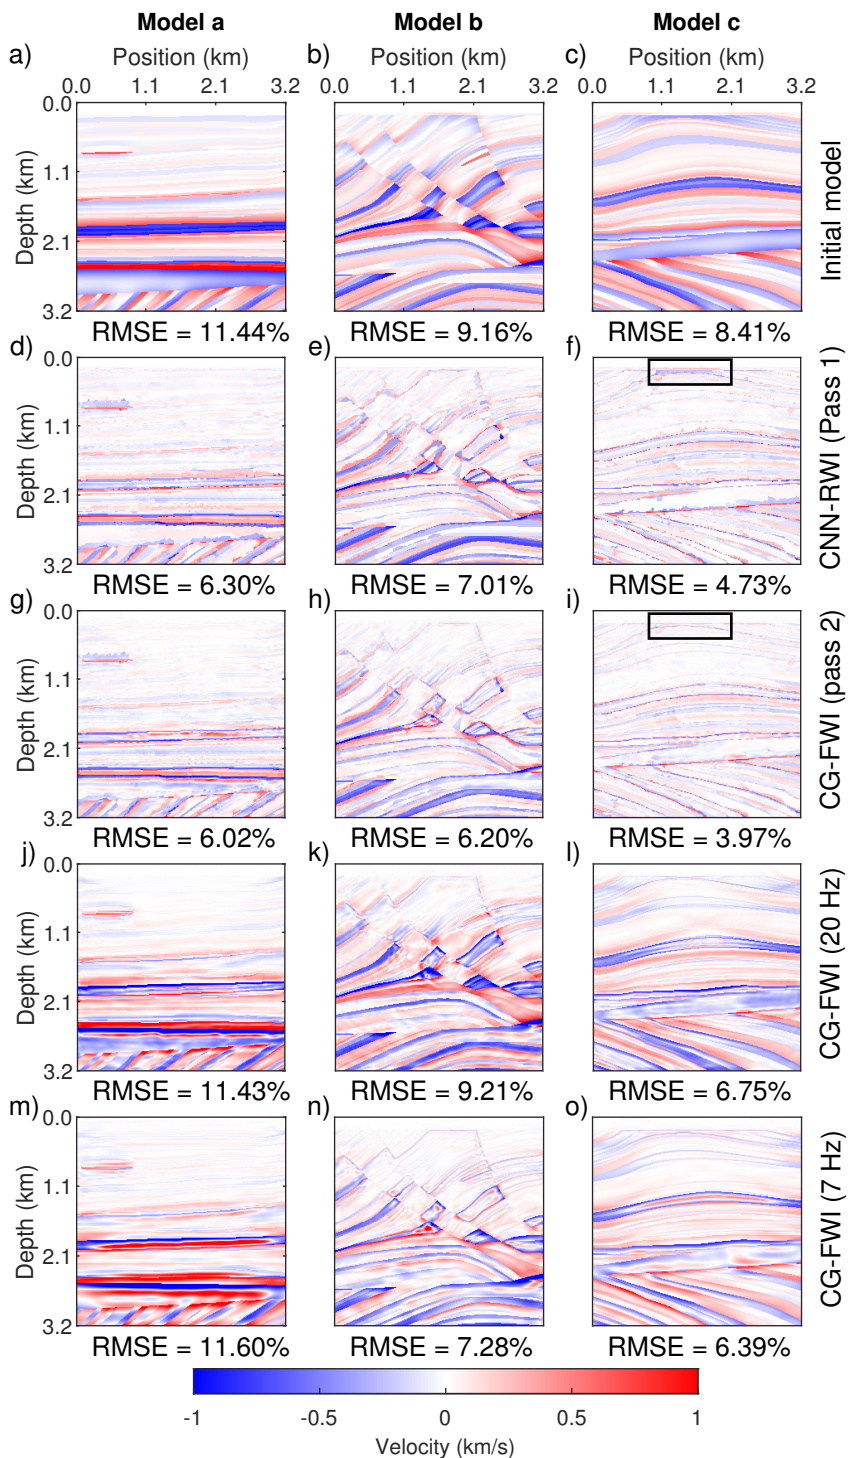 Model a Model b Model c
a) Position (km) b) Position (km) c) Position (km)
0.0 1.1 2.1 3.2 0.0 1.1 2.1 3.2 0.0 1.1 2.1 3.2
0.0
1.1
2.1
3.2
Depth (km)
Initial model
RMSE = 11.44% RMSE = 9.16% RMSE = 8.41%
d) e) f)
0.0
1.1
2.1
3.2
Depth (km)
CNN-RWI (Pass 1)
RMSE = 6.30% RMSE = 7.01% RMSE = 4.73%
g) h) i)
0.0
1.1
2.1
3.2
Depth (km)
CG-FWI (pass 2)
RMSE = 6.02% RMSE = 6.20% RMSE = 3.97%
j) k) l)
0.0
1.1
2.1
3.2
Depth (km)
CG-FWI (20 Hz)
RMSE = 11.43% RMSE = 9.21% RMSE = 6.75%
m) n) o)
0.0
1.1
2.1
3.2
Depth (km)
CG-FWI (7 Hz)
RMSE = 11.60% RMSE = 7.28% RMSE = 6.39%
-1 -0.5 0 0.5 1
Velocity (km/s)